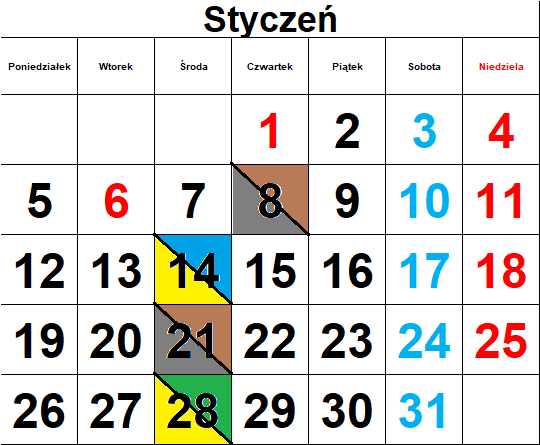 Styczeń
Poniedziałek Wtorek Środa Czwartek Piątek Sobota Niedziela
1 2 3 4
5 6 7 8 9 10 11
12 13 14 15 16 17 18
19 20 21 22 23 24 25
26 27 28 29 30 31